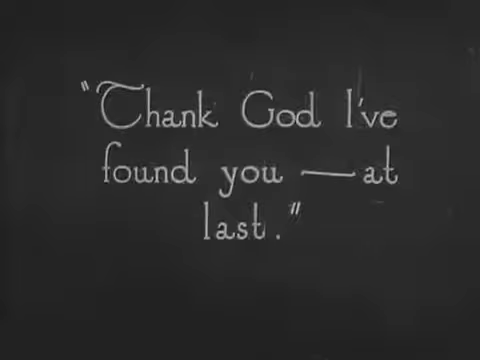 "Thank God I've
found you — at
last."